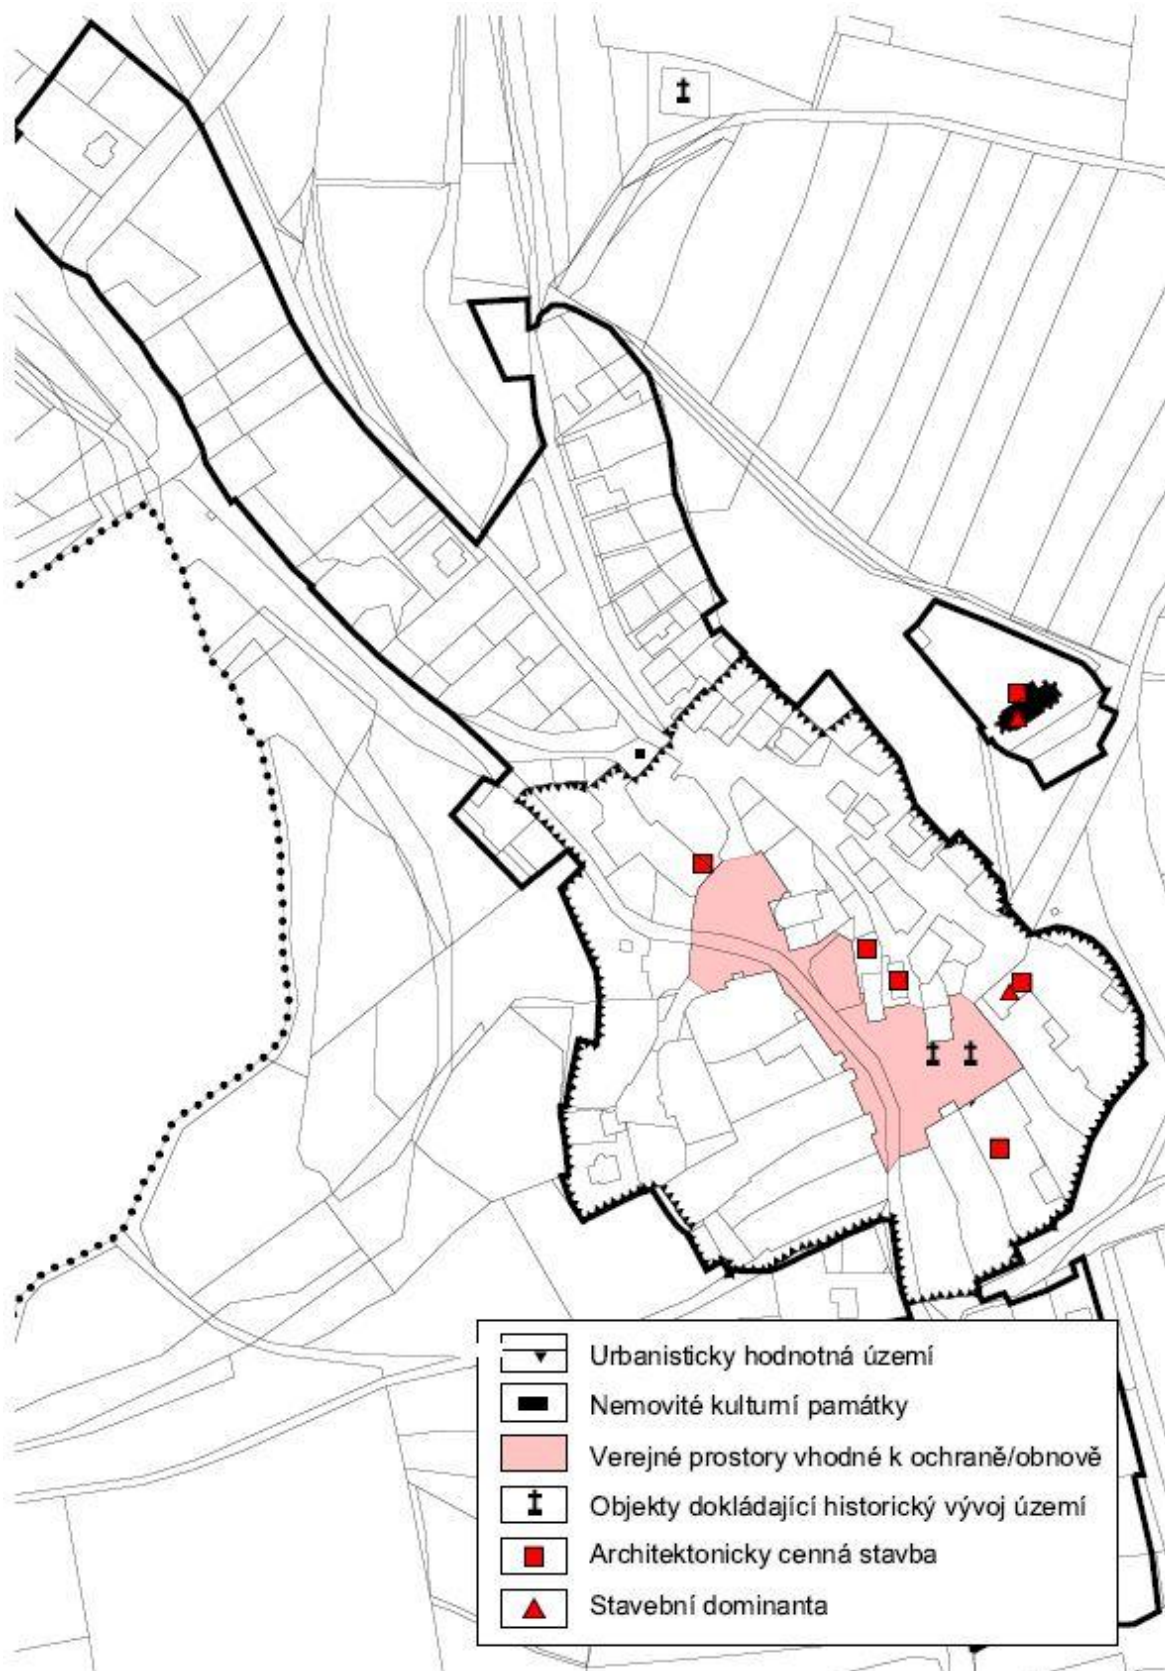 Urbanisticky hodnotná území
Nemovité kulturní památky
Verejné prostory vhodné k ochraně/obnově
Objekty dokládající historický vývoj území
Architektonicky cenná stavba
Stavební dominanta